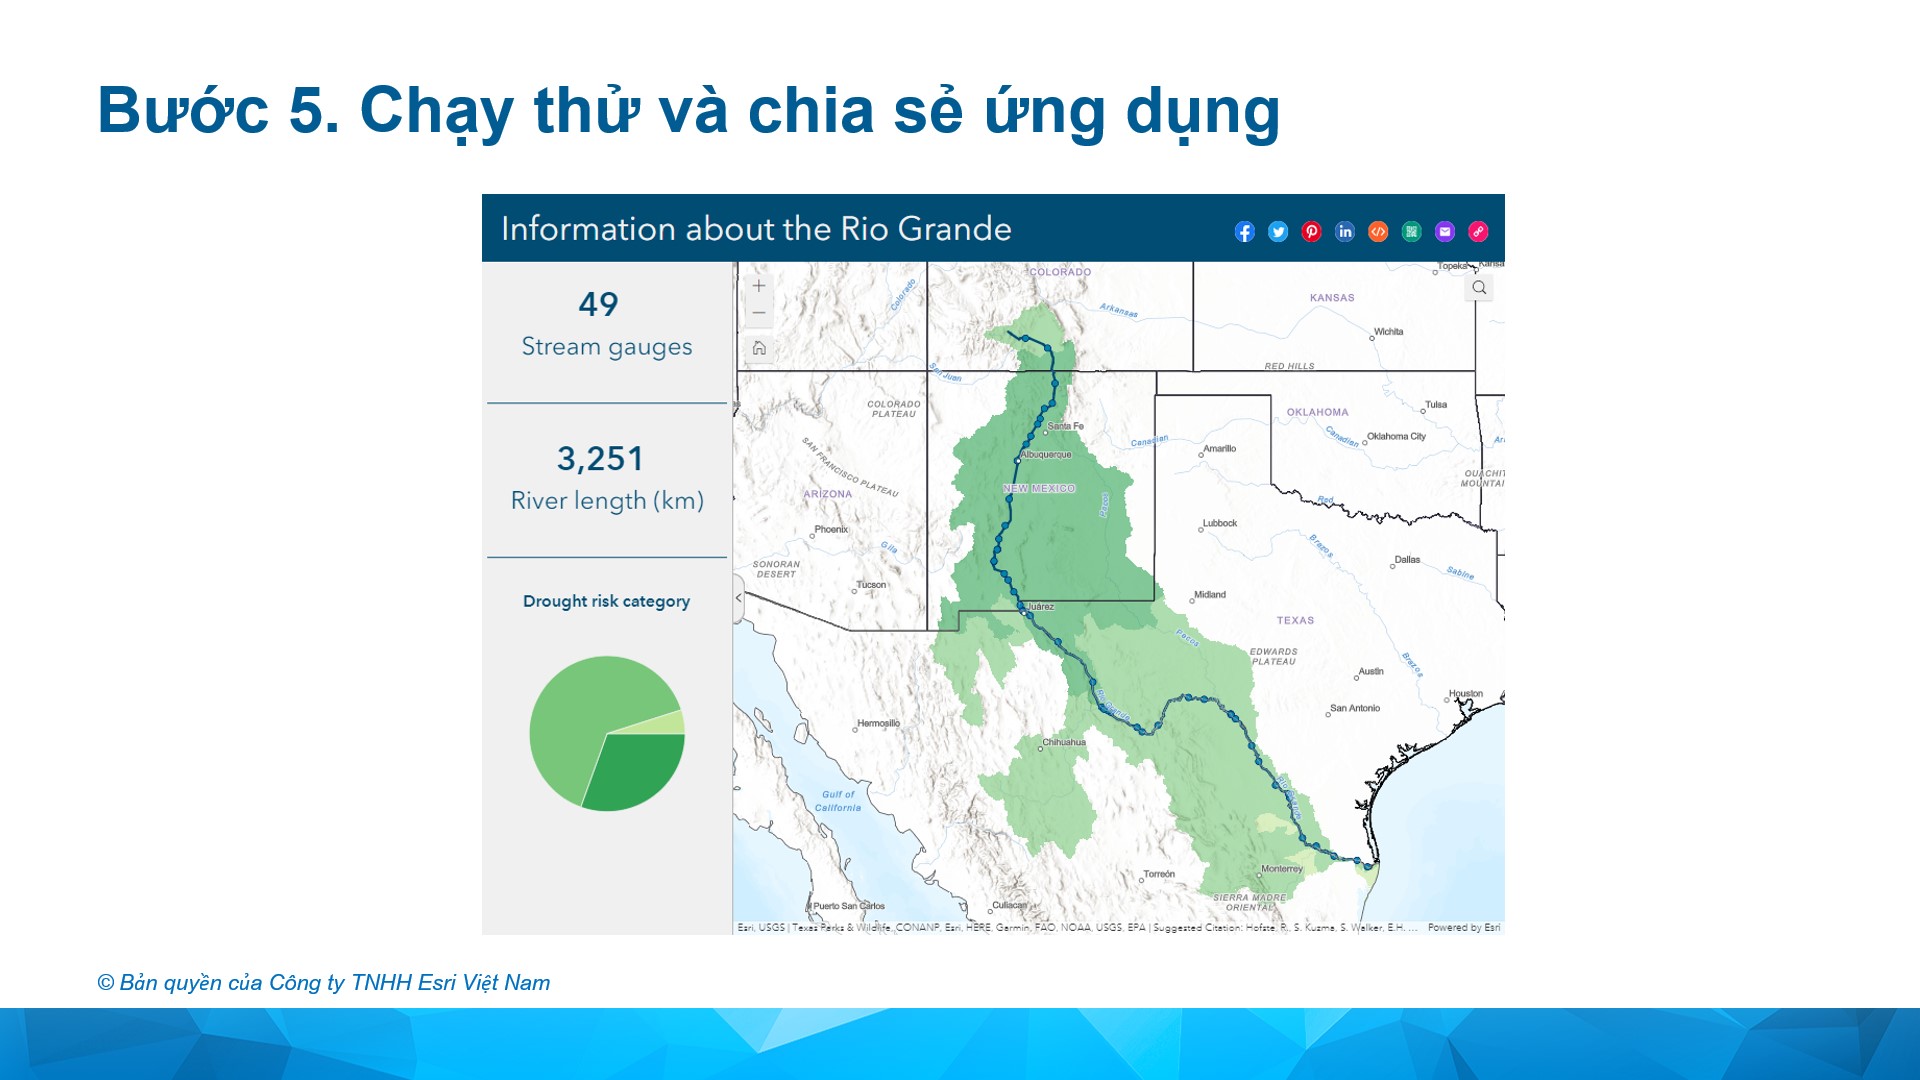 Bước 5. Chạy thử và chia sẻ ứng dụng
Information about the Rio Grande
49
Stream gauges
3,251
River length (km)
Drought risk category
COLORADO
Topeka
Kansa
Colorado
Arkansas
KANSAS
Wichita
RED HILLS
San Juan
COLORADO
PLATEAU
OKLAHOMA
Tulsa
Santa Fe
Canadian
Canadian
Oklahoma City
Ar
Amarillo
Albuquerque
SAN FRANCISCO PLATEAU
ARIZONA
NEW MEXICO
Pecos
OUACHIT
MOUNTAI
Red
Phoenix
Lubbock
Gila
Brazos
Dallas
Sabine
SONORAN
DESERT
Tucson
Midland
Juárez
TEXAS
Pecos
EDWARDS
PLATEAU
Brazos
Austin
Houston
Rio Grande
San Antonio
Hermosillo
Chihuahua
Gulf of
California
Rio Grande
Torreón
Monterrey
SIERRA MADRE
ORIENTAL
Puerto San Carlos
Culiacan
Esri, USGS | Texas Parks & Wildlife, CONANP, Esri, HERE, Garmin, FAO, NOAA, USGS, EPA | Suggested Citation: Hofste, R., S. Kuzma, S. Walker, E.H. ... Powered by Esri
© Bản quyền của Công ty TNHH Esri Việt Nam